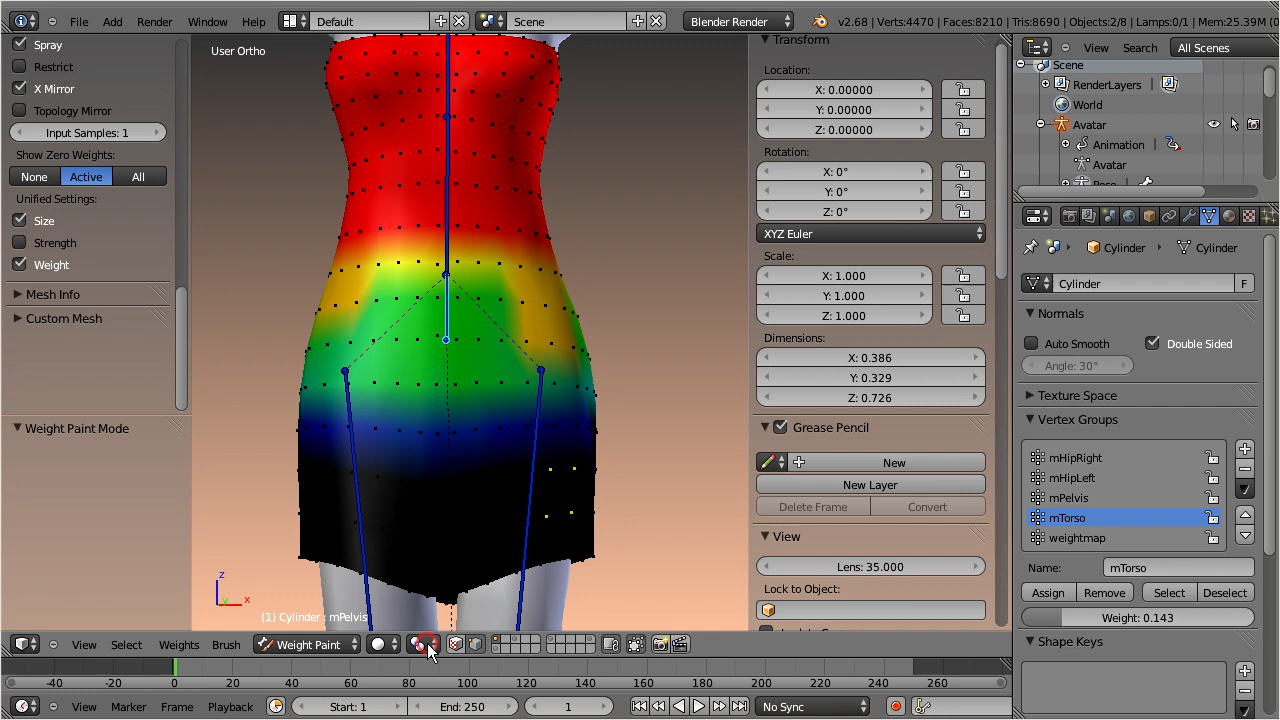 File Add Render Window Help Default Scene Blender Render v2.68 | Verts:4470 | Faces:8210 | Tris:8690 | Objects:2/8 | Lamps:0/1 | Mem:25.39M
Spray
Restrict
X Mirror
Topology Mirror
Input Samples: 1
Show Zero Weights:
None Active All
Unified Settings:
Size
Strength
Weight
Mesh Info
Custom Mesh
Weight Paint Mode
User Ortho
z
x
y
(1) Cylinder : mPelvis
Transform
Location:
X: 0.00000
Y: 0.00000
Z: 0.00000
Rotation:
X: 0°
Y: 0°
Z: 0°
XYZ Euler
Scale:
X: 1.000
Y: 1.000
Z: 1.000
Dimensions:
X: 0.386
Y: 0.329
Z: 0.726
Grease Pencil
New
New Layer
Delete Frame Convert
View
Lens: 35.000
Lock to Object:
View Search All Scenes
Scene
RenderLayers
World
Avatar
Animation
Avatar
Pose
Cylinder Cylinder
Cylinder F
Normals
Auto Smooth Double Sided
Angle: 30°
Texture Space
Vertex Groups
mHipRight
mHipLeft
mPelvis
mTorso
weightmap
Name: mTorso
Assign Remove Select Deselect
Weight: 0.143
Shape Keys
View Select Weights Brush Weight Paint
-40 -20 0 20 40 60 80 100 120 140 160 180 200 220 240 260
View Marker Frame Playback Start: 1 End: 250 1 No Sync